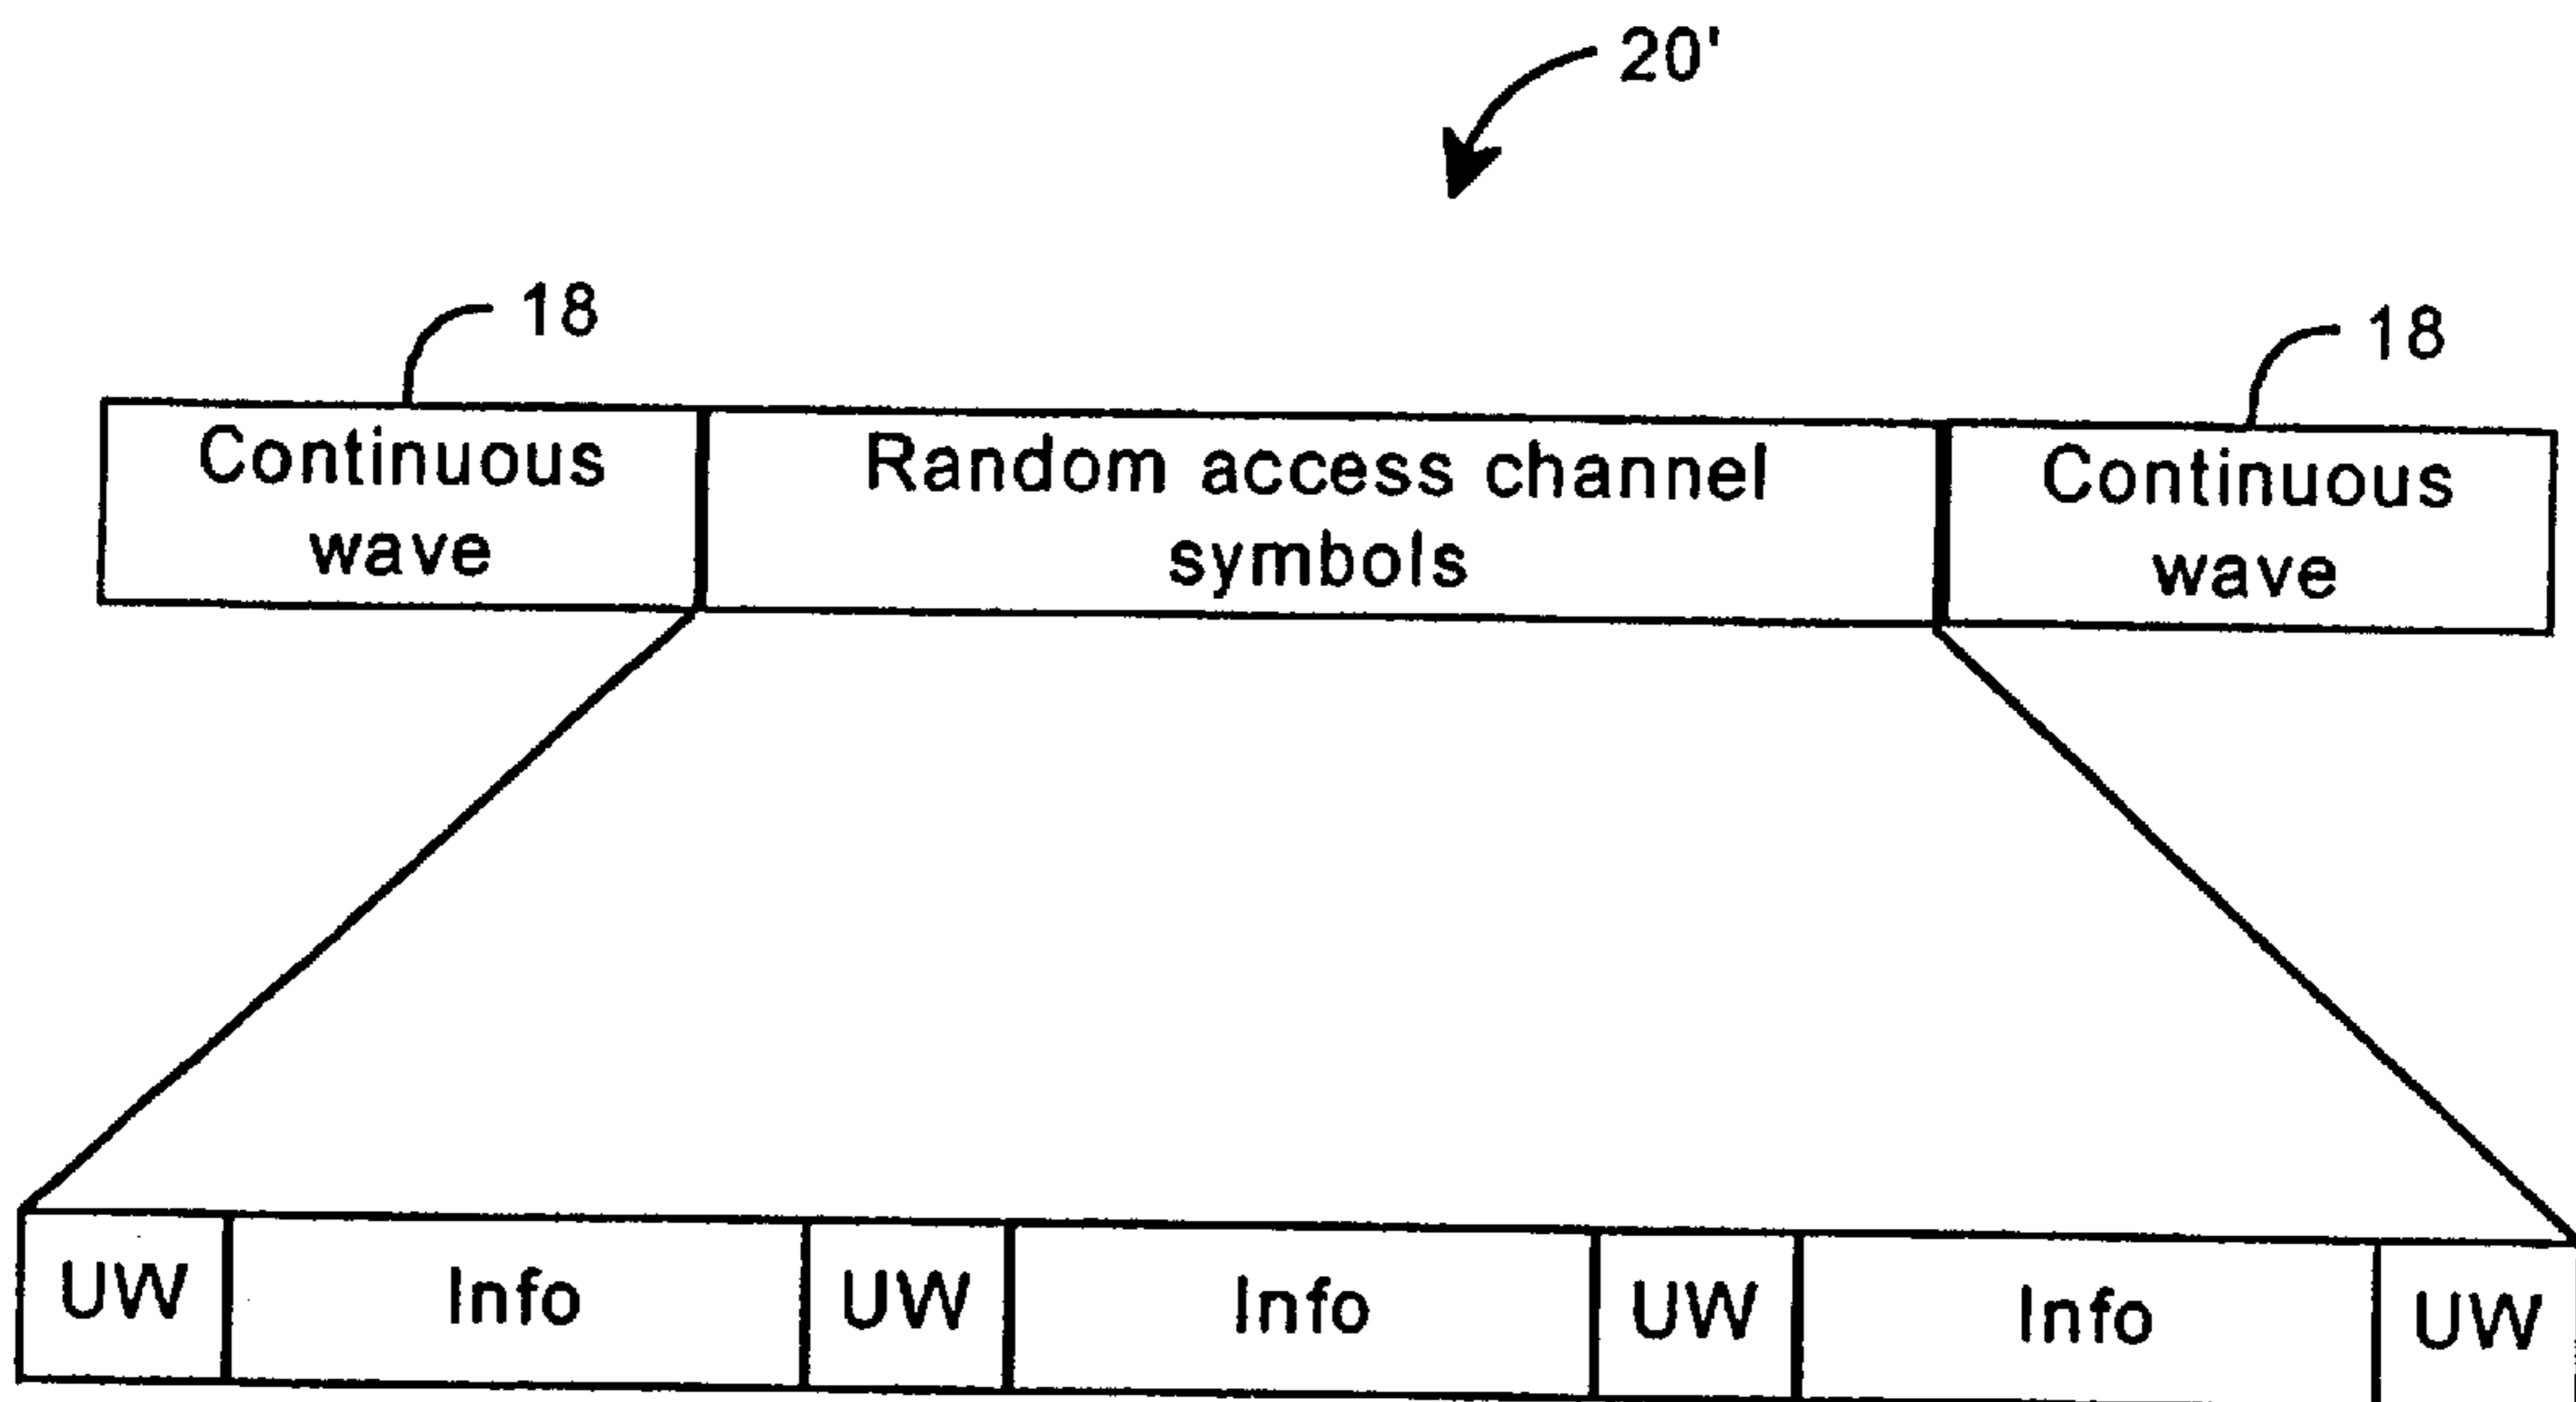 20'
18
18
Continuous
wave
Random access channel
symbols
Continuous
wave
UW
Info
UW
Info
UW
Info
UW